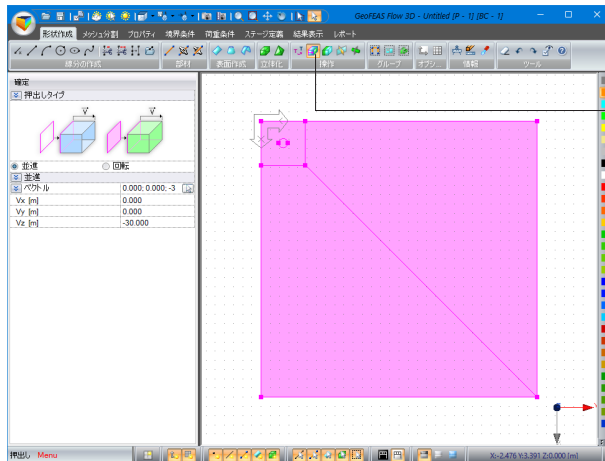 GeoFEAS Flow 3D - Untitled (P - 1) [BC - 1]
形状作成 メッシュ分割 プロパティ 境界条件 荷重条件 ステージ定義 結果表示 レポート
線分の作成 部材 表面作成 立体化 操作 グループ オプシ... 情報 ツール
確定
押出しタイプ
V V
並進 回転
並進
ベクトル 0.000; 0.000; -3
Vx [m] 0.000
Vy [m] 0.000
Vz [m] -30.000
Y
押出し Menu
X:-2.476 Y:3.391 Z:0.000 [m]